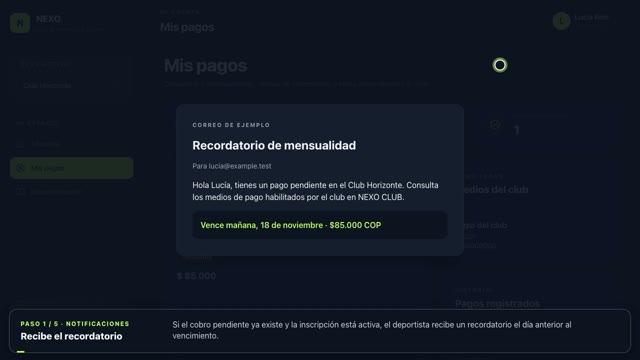 N NEXO
MI CUENTA
Mis pagos
L Lucía
Mis pagos
Club Horizonte
Mis pagos
1
CORREO DE EJEMPLO
Recordatorio de mensualidad
Para lucia@example.test
Hola Lucía, tienes un pago pendiente en el Club Horizonte. Consulta
los medios de pago habilitados por el club en NEXO CLUB.
Vence mañana, 18 de noviembre · $85.000 COP
medios del club
$ 85.000
Pagos registrados
PASO 1 / 5 · NOTIFICACIONES
Recibe el recordatorio
Si el cobro pendiente ya existe y la inscripción está activa, el deportista recibe un recordatorio el día anterior al
vencimiento.